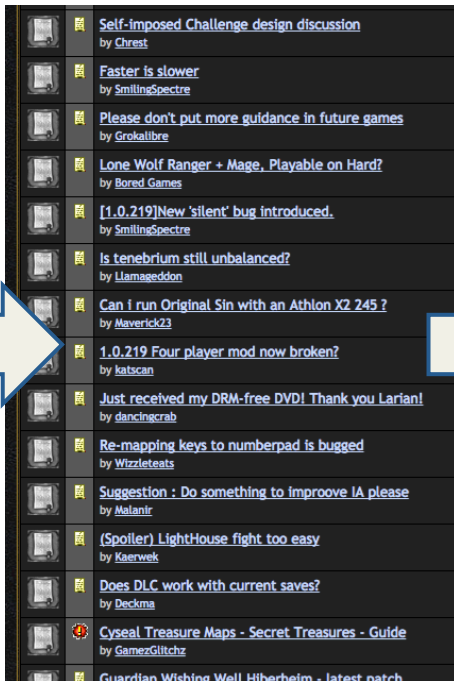 Self-imposed Challenge design discussion
by Chrest
Faster is slower
by SmilingSpectre
Please don't put more guidance in future games
by Grokalibre
Lone Wolf Ranger + Mage, Playable on Hard?
by Bored Games
[1.0.219]New 'silent' bug introduced.
by SmilingSpectre
Is tenebrium still unbalanced?
by Llamageddon
Can i run Original Sin with an Athlon X2 245 ?
by Maverick23
1.0.219 Four player mod now broken?
by katscan
Just received my DRM-free DVD! Thank you Larian!
by dancingcrab
Re-mapping keys to numberpad is bugged
by Wizzleteats
Suggestion : Do something to improove IA please
by Malanir
(Spoiler) LightHouse fight too easy
by Kaerwek
Does DLC work with current saves?
by Deckma
Cyseal Treasure Maps - Secret Treasures - Guide
by GamezGlitchz
Guardian Wishing Well Hiberheim - latest patch